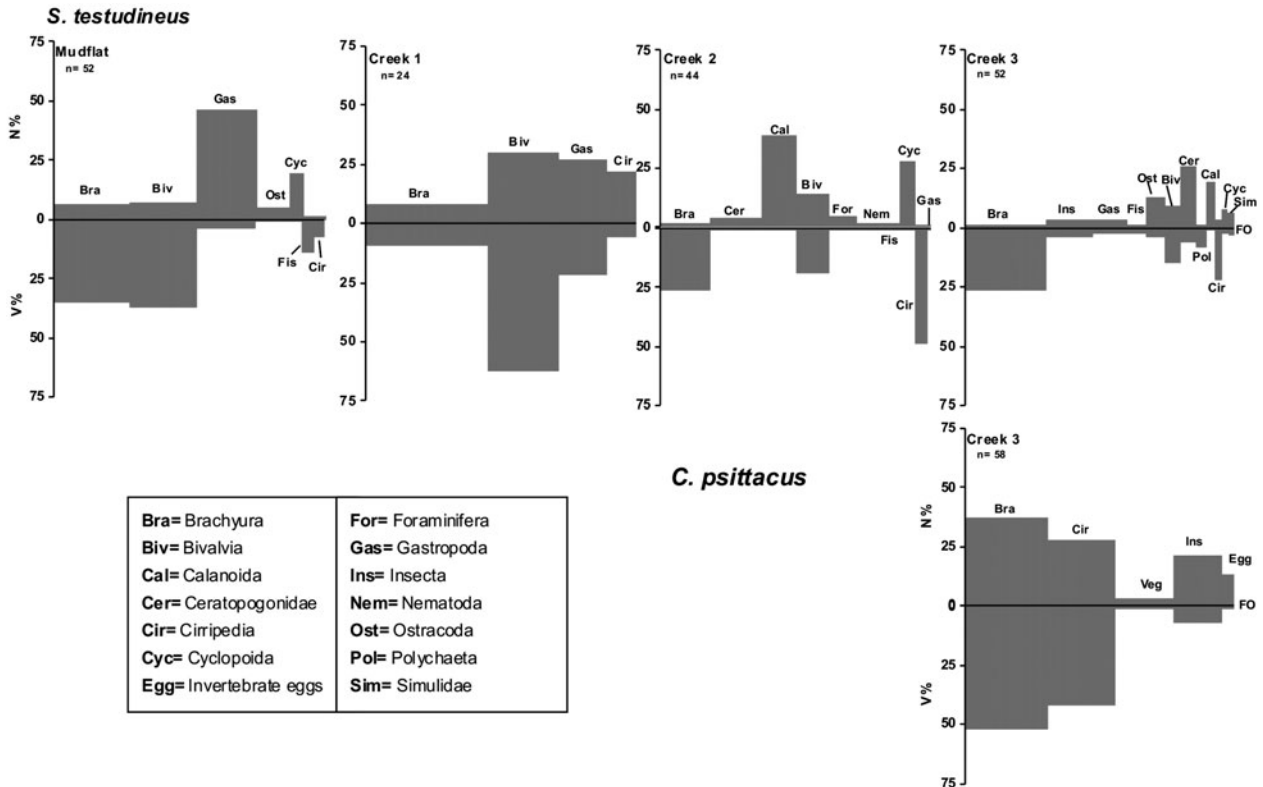 S. testudineus
75
50
25
0
25
50
75
N%
V%
Mudflat
n= 52
Bra
Biv
Gas
Ost
Cyc
Fis
Cir
75
50
25
0
25
50
75
Creek 1
n= 24
Bra
Biv
Gas
Cir
75
50
25
0
25
50
75
Creek 2
n= 44
Bra
Cer
Cal
Biv
For
Nem
Fis
Cyc
Cir
Gas
75
50
25
0
25
50
75
Creek 3
n= 52
Bra
Ins
Gas
Fis
Ost
Biv
Cer
Pol
Cal
Cir
Cyc
Sim
FO
C. psittacus
75
50
25
0
25
50
75
N%
V%
Creek 3
n= 58
Bra
Cir
Veg
Ins
Egg
FO
Bra= Brachyura
Biv= Bivalvia
Cal= Calanoida
Cer= Ceratopogonidae
Cir= Cirripedia
Cyc= Cyclopoida
Egg= Invertebrate eggs
For= Foraminifera
Gas= Gastropoda
Ins= Insecta
Nem= Nematoda
Ost= Ostracoda
Pol= Polychaeta
Sim= Simulidae